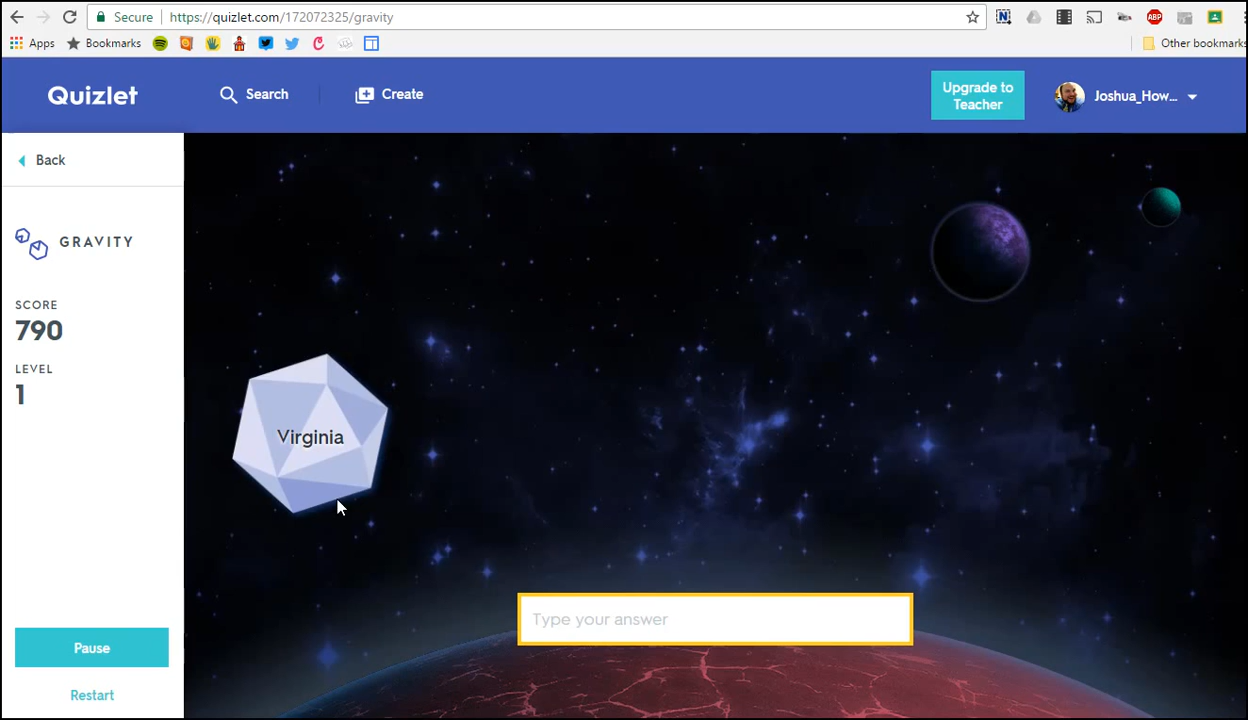 Secure https://quizlet.com/172072325/gravity
ABP
Apps Bookmarks Other bookmarks
Quizlet Search Create Upgrade to Teacher Joshua_How...
Back
GRAVITY
SCORE
790
LEVEL
1
Virginia
Type your answer
Pause
Restart